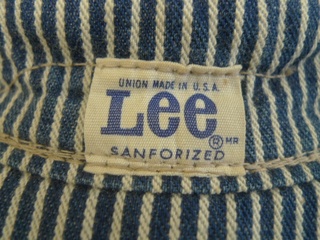 UNION MADE IN U.S.A.
Lee
® MR
SANFORIZED